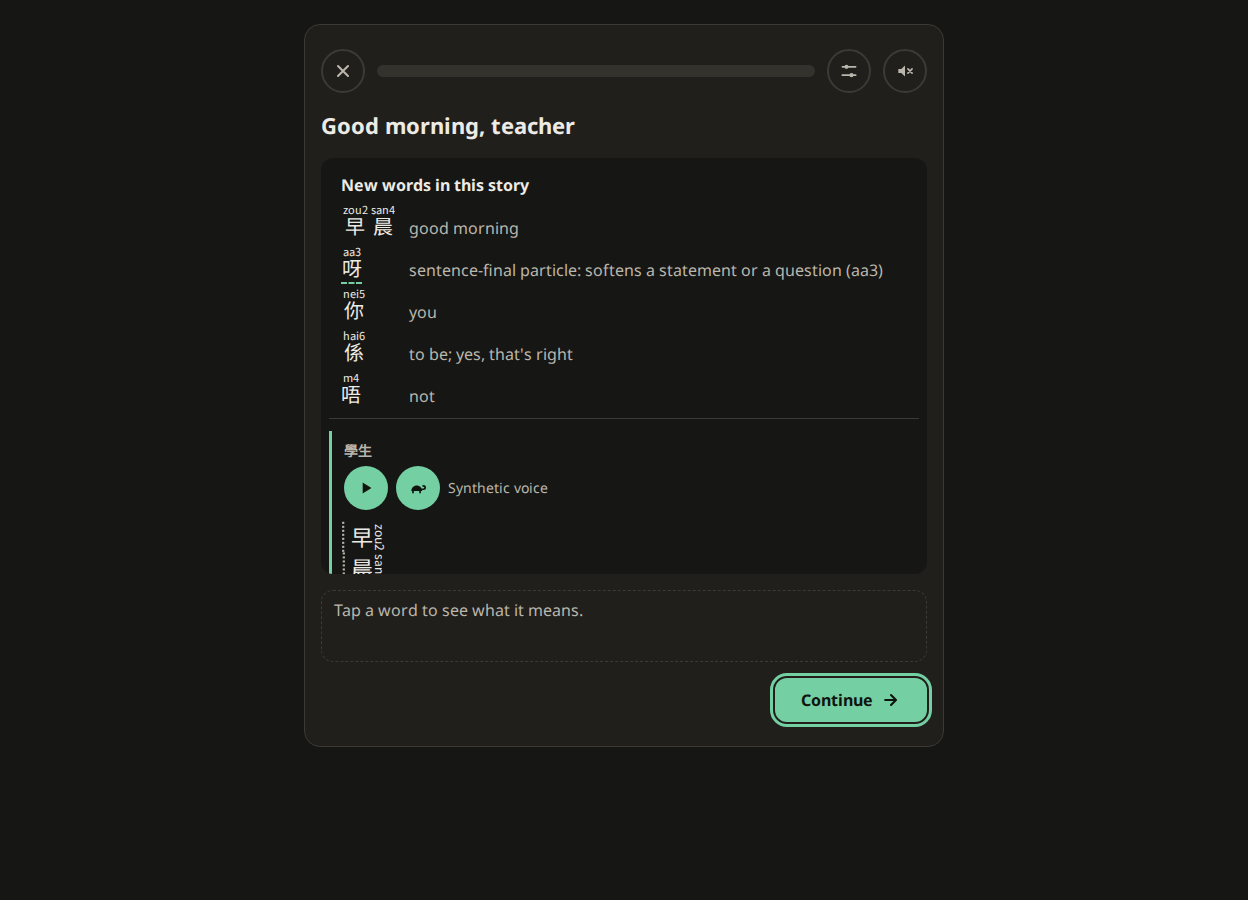 Good morning, teacher
New words in this story
zou2 san4
早晨 good morning
aa3
呀 sentence-final particle: softens a statement or a question (aa3)
nei5
你 you
hai6
係 to be; yes, that's right
m4
唔 not
學生
Synthetic voice
早晨
zou2 san
Tap a word to see what it means.
Continue